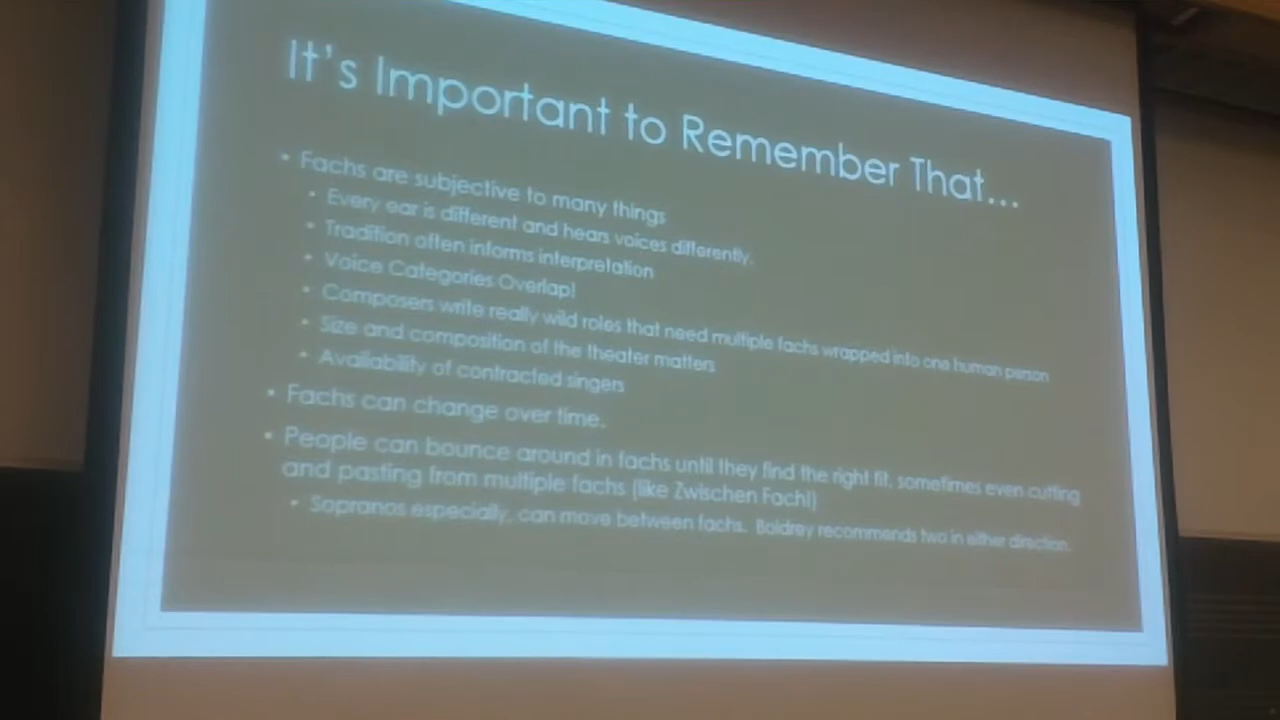 It's Important to Remember That...
• Fachs are subjective to many things
• Every ear is different and hears voices differently.
• Tradition often informs interpretation
• Voice Categories Overlap!
• Composers write really wild roles that need multiple fachs wrapped into one human person
• Size and composition of the theater matters
• Availability of contracted singers
• Fachs can change over time.
• People can bounce around in fachs until they find the right fit, sometimes even cutting
and pasting from multiple fachs (like Zwischen Fach!)
• Sopranos especially, can move between fachs. Boldrey recommends two in either direction.